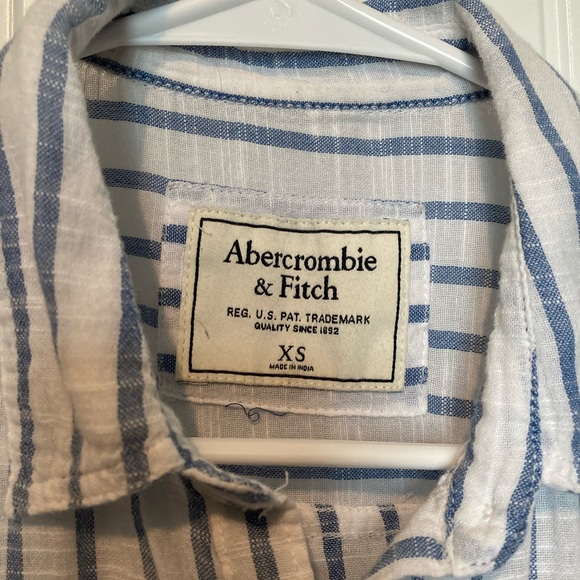 Abercrombie
& Fitch
REG. U.S. PAT. TRADEMARK
QUALITY SINCE 1892
XS
MADE IN INDIA